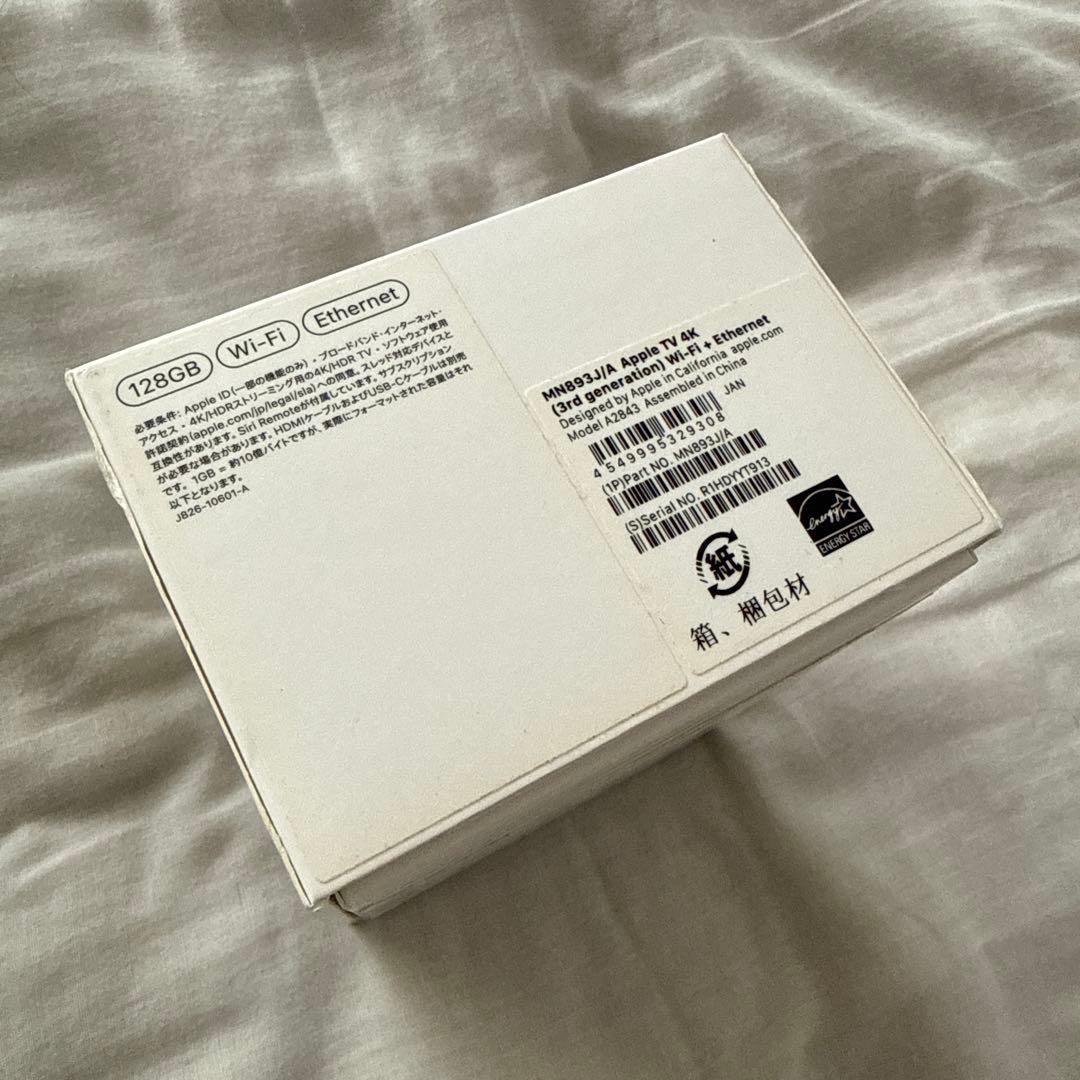 128GB Wi-Fi Ethernet
必要条件: Apple ID(一部の機能のみ)・ブロードバンド・インターネット・
アクセス・4K/HDRストリーミング用の4K/HDR TV・ソフトウェア使用
許諾契約(apple.com/jp/legal/sla)への同意。スレッド対応デバイスと
互換性があります。Siri Remoteが付属しています。サブスクリプション
が必要な場合があります。HDMIケーブルおよびUSB-Cケーブルは別売
です。1GB = 約10億バイトですが、実際にフォーマットされた容量はそれ
以下となります。
J826-10601-A
MN893J/A Apple TV 4K
(3rd generation) Wi-Fi + Ethernet
Designed by Apple in California apple.com
Model A2843 Assembled in China
JAN
4 549995 329308
(1P)Part NO. MN893J/A
(S)Serial NO. R1HDYYT913
energy
ENERGY STAR
紙
箱、梱包材